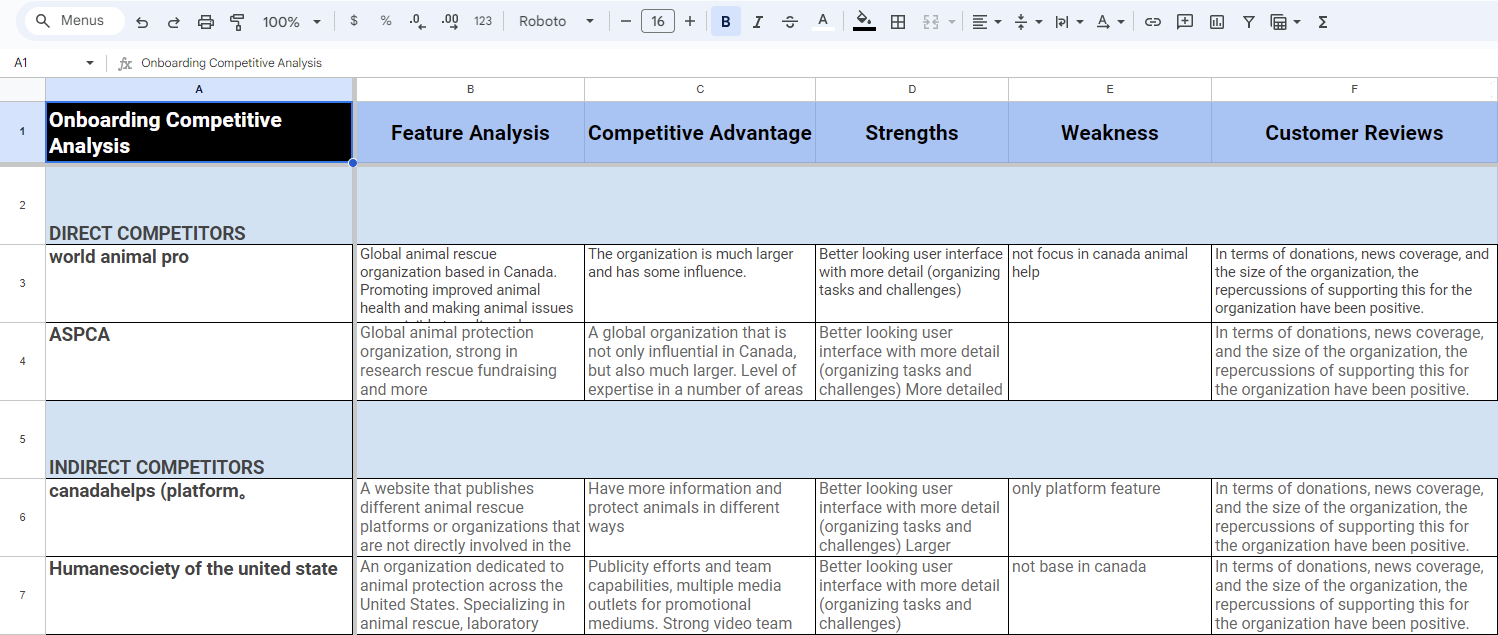 Menus 100% $ % .0 .00 123 Roboto 16 B I A
A1 fx Onboarding Competitive Analysis
A B C D E F
1 Onboarding Competitive Analysis Feature Analysis Competitive Advantage Strengths Weakness Customer Reviews
2 DIRECT COMPETITORS
3
world animal pro
Global animal rescue
organization based in Canada.
Promoting improved animal
health and making animal issues
The organization is much larger
and has some influence.
Better looking user interface
with more detail (organizing
tasks and challenges)
not focus in canada animal
help
In terms of donations, news coverage, and
the size of the organization, the
repercussions of supporting this for the
organization have been positive.
4
ASPCA
Global animal protection
organization, strong in
research rescue fundraising
and more
A global organization that is
not only influential in Canada,
but also much larger. Level of
expertise in a number of areas
Better looking user
interface with more detail
(organizing tasks and
challenges) More detailed
In terms of donations, news coverage,
and the size of the organization, the
repercussions of supporting this for
the organization have been positive.
5 INDIRECT COMPETITORS
6
canadahelps (platform。
A website that publishes
different animal rescue
platforms or organizations that
are not directly involved in the
Have more information and
protect animals in different
ways
Better looking user
interface with more detail
(organizing tasks and
challenges) Larger
only platform feature
In terms of donations, news coverage,
and the size of the organization, the
repercussions of supporting this for
the organization have been positive.
7
Humanesociety of the united state
An organization dedicated to
animal protection across the
United States. Specializing in
animal rescue, laboratory
Publicity efforts and team
capabilities, multiple media
outlets for promotional
mediums. Strong video team
Better looking user
interface with more detail
(organizing tasks and
challenges)
not base in canada
In terms of donations, news coverage,
and the size of the organization, the
repercussions of supporting this for
the organization have been positive.